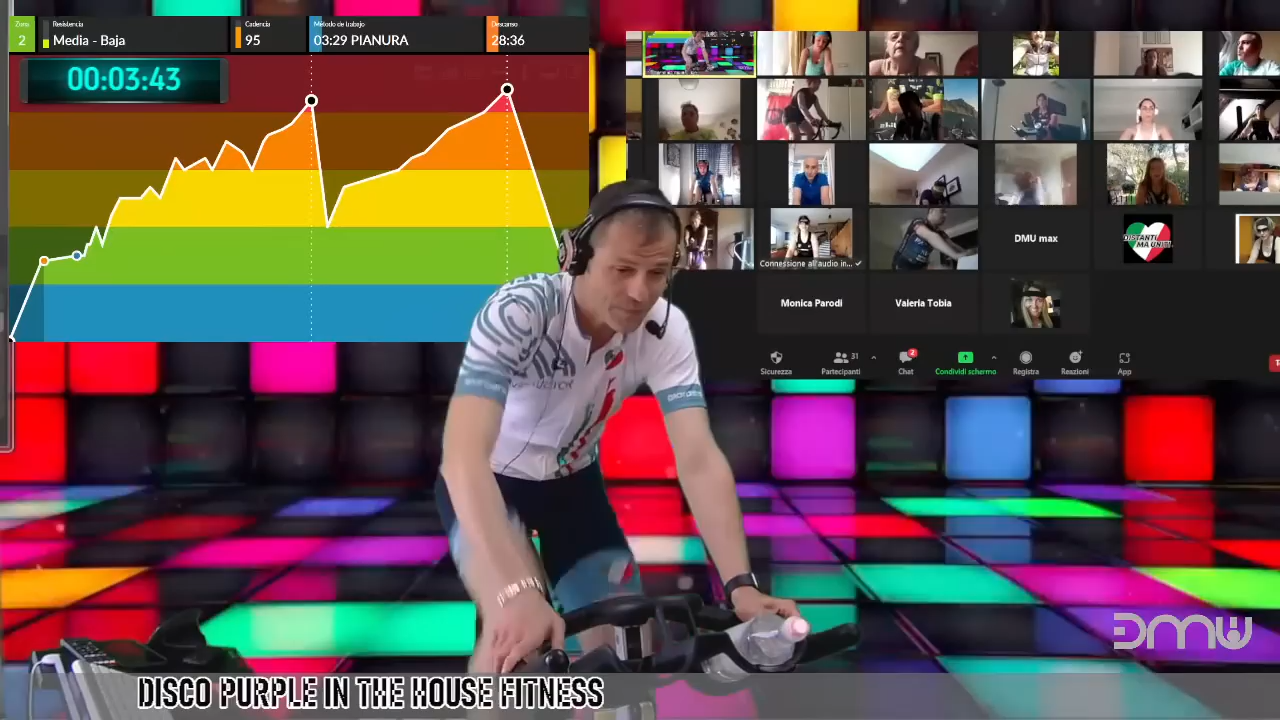 Zona
2
Resistencia
Media - Baja
Cadencia
95
Método de trabajo
03:29 PIANURA
Descanso
28:36
00:03:43
Connessione all'audio in...
DMU max
DISTANTI
MA UNITI
Monica Parodi
Valeria Tobia
Sicurezza
Partecipanti
31
Chat
2
Condividi schermo
Registra
Reazioni
App
DMW
DISCO PURPLE IN THE HOUSE FITNESS